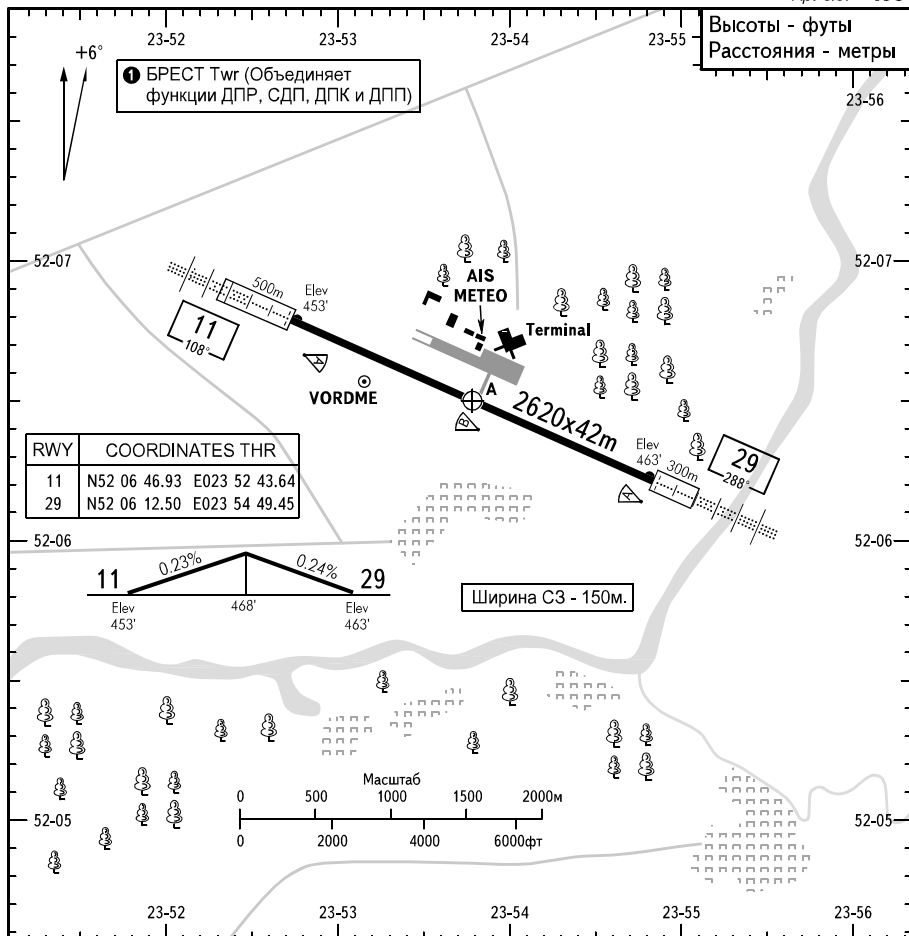 23-52
23-53
23-54
23-55
Высоты - футы
Расстояния - метры
23-56
+6°
1 БРЕСТ Twr (Объединяет
функции ДПР, СДП, ДПК и ДПП)
52-07
52-07
500m
Elev
453'
AIS
METEO
Terminal
11
108°
A
VORDME
A
B
2620x42m
Elev
463'
300m
29
288°
A
RWY COORDINATES THR
11 N52 06 46.93 E023 52 43.64
29 N52 06 12.50 E023 54 49.45
52-06
52-06
11
0.23%
0.24%
29
Elev
453'
468'
Elev
463'
Ширина СЗ - 150м.
Масштаб
0 500 1000 1500 2000м
0 2000 4000 6000фт
52-05
52-05
23-52
23-53
23-54
23-55
23-56